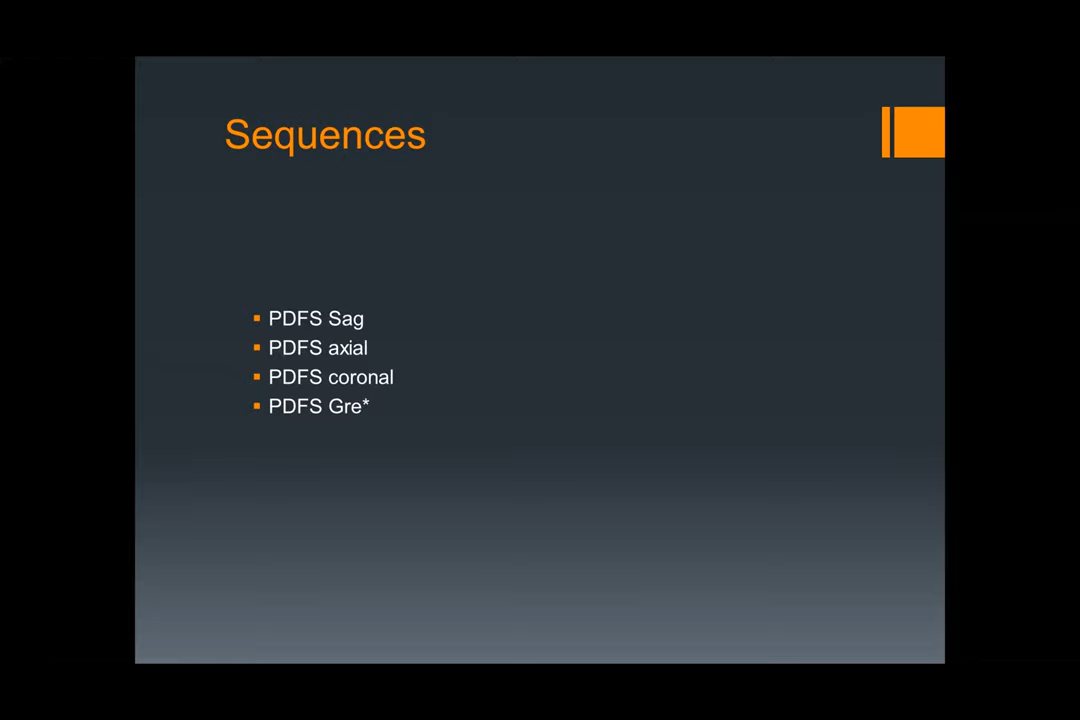 Sequences
PDFS Sag
PDFS axial
PDFS coronal
PDFS Gre*